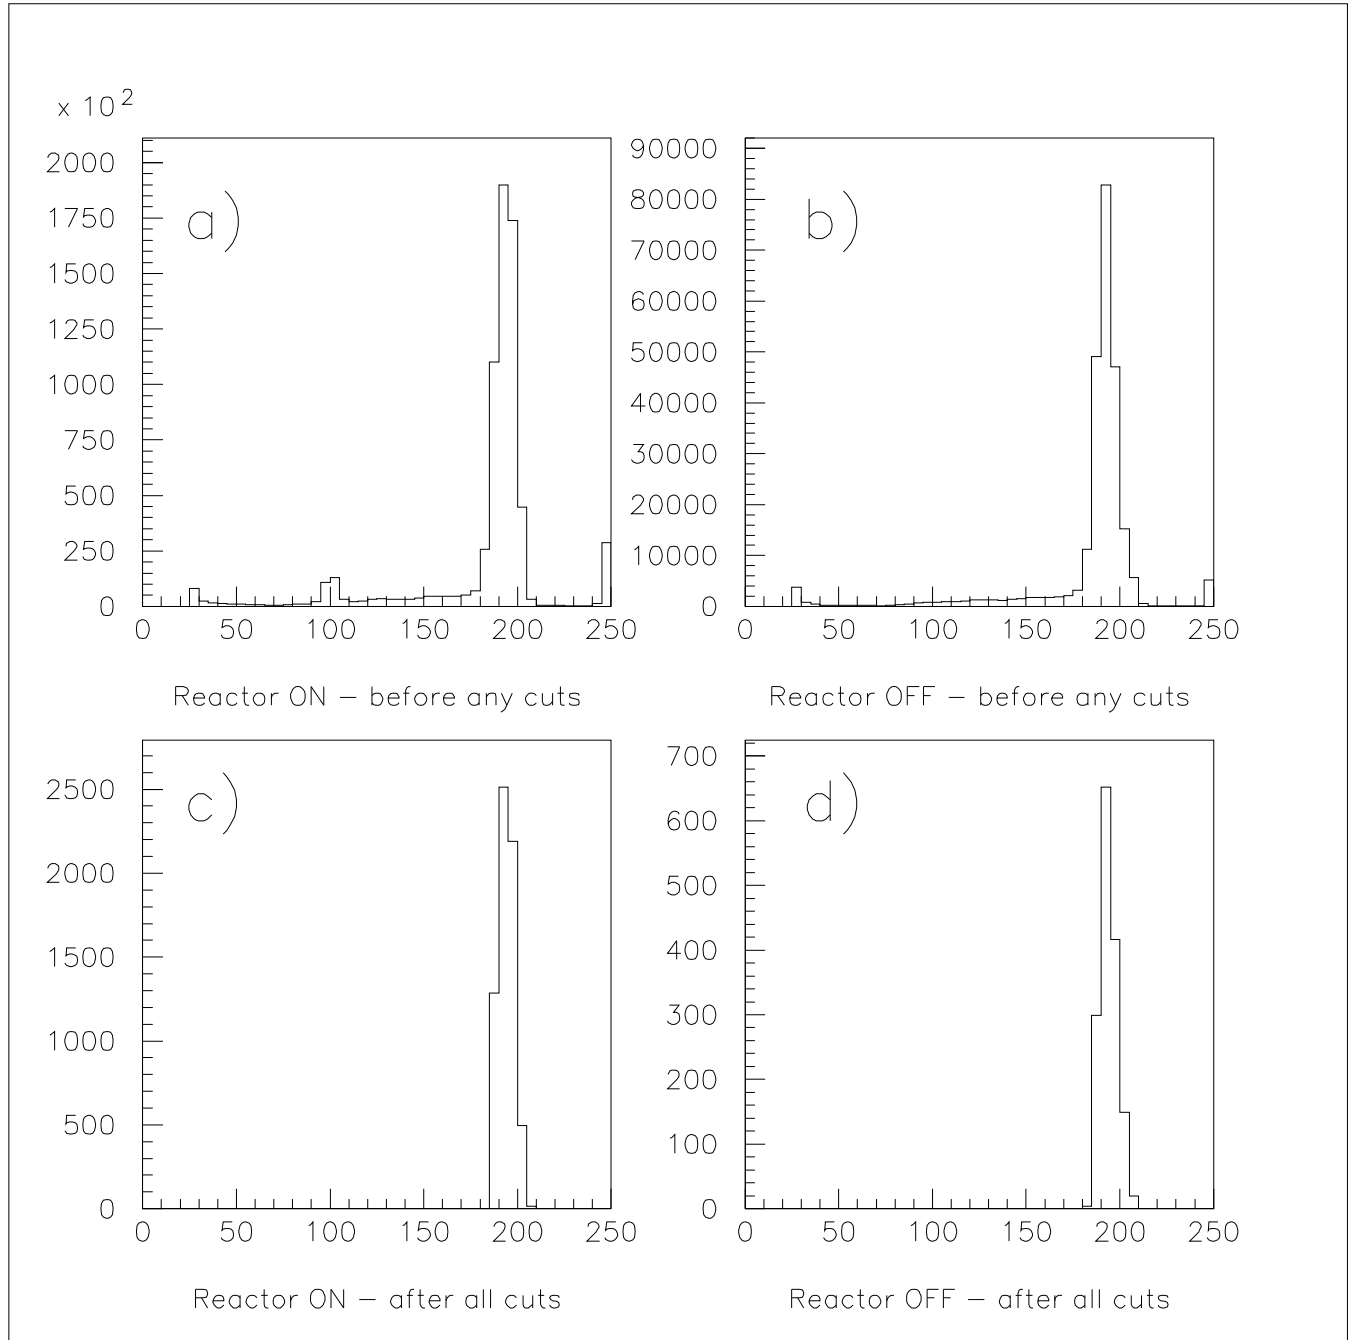 x 10²
2000
1750
1500
1250
1000
750
500
250
0
0 50 100 150 200 250
a)
Reactor ON – before any cuts
90000
80000
70000
60000
50000
40000
30000
20000
10000
0
0 50 100 150 200 250
b)
Reactor OFF – before any cuts
2500
2000
1500
1000
500
0
0 50 100 150 200 250
c)
Reactor ON – after all cuts
700
600
500
400
300
200
100
0
0 50 100 150 200 250
d)
Reactor OFF – after all cuts